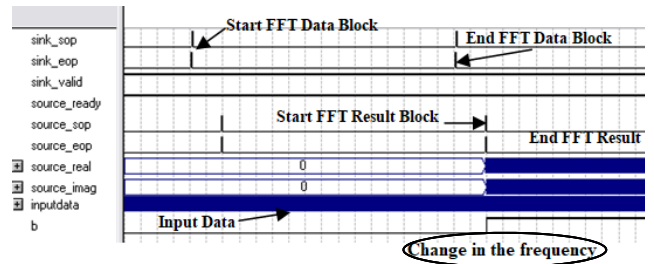 Start FFT Data Block
sink_sop
End FFT Data Block
sink_eop
sink_valid
source_ready
source_sop
Start FFT Result Block
source_eop
End FFT Result
source_real
0
source_imag
0
inputdata
b
Input Data
Change in the frequency